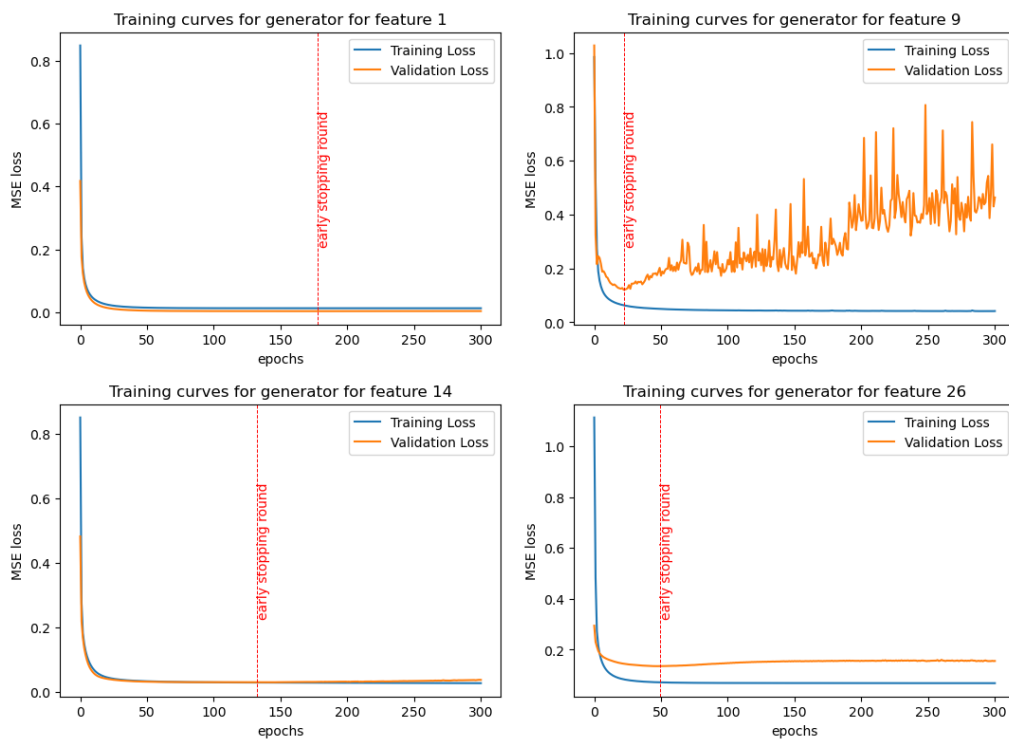 Training curves for generator for feature 1
MSE loss
0.8
0.6
0.4
0.2
0.0
Training Loss
Validation Loss
early stopping round
0 50 100 150 200 250 300
epochs
Training curves for generator for feature 9
MSE loss
1.0
0.8
0.6
0.4
0.2
0.0
Training Loss
Validation Loss
early stopping round
0 50 100 150 200 250 300
epochs
Training curves for generator for feature 14
MSE loss
0.8
0.6
0.4
0.2
0.0
Training Loss
Validation Loss
early stopping round
0 50 100 150 200 250 300
epochs
Training curves for generator for feature 26
MSE loss
1.0
0.8
0.6
0.4
0.2
Training Loss
Validation Loss
early stopping round
0 50 100 150 200 250 300
epochs